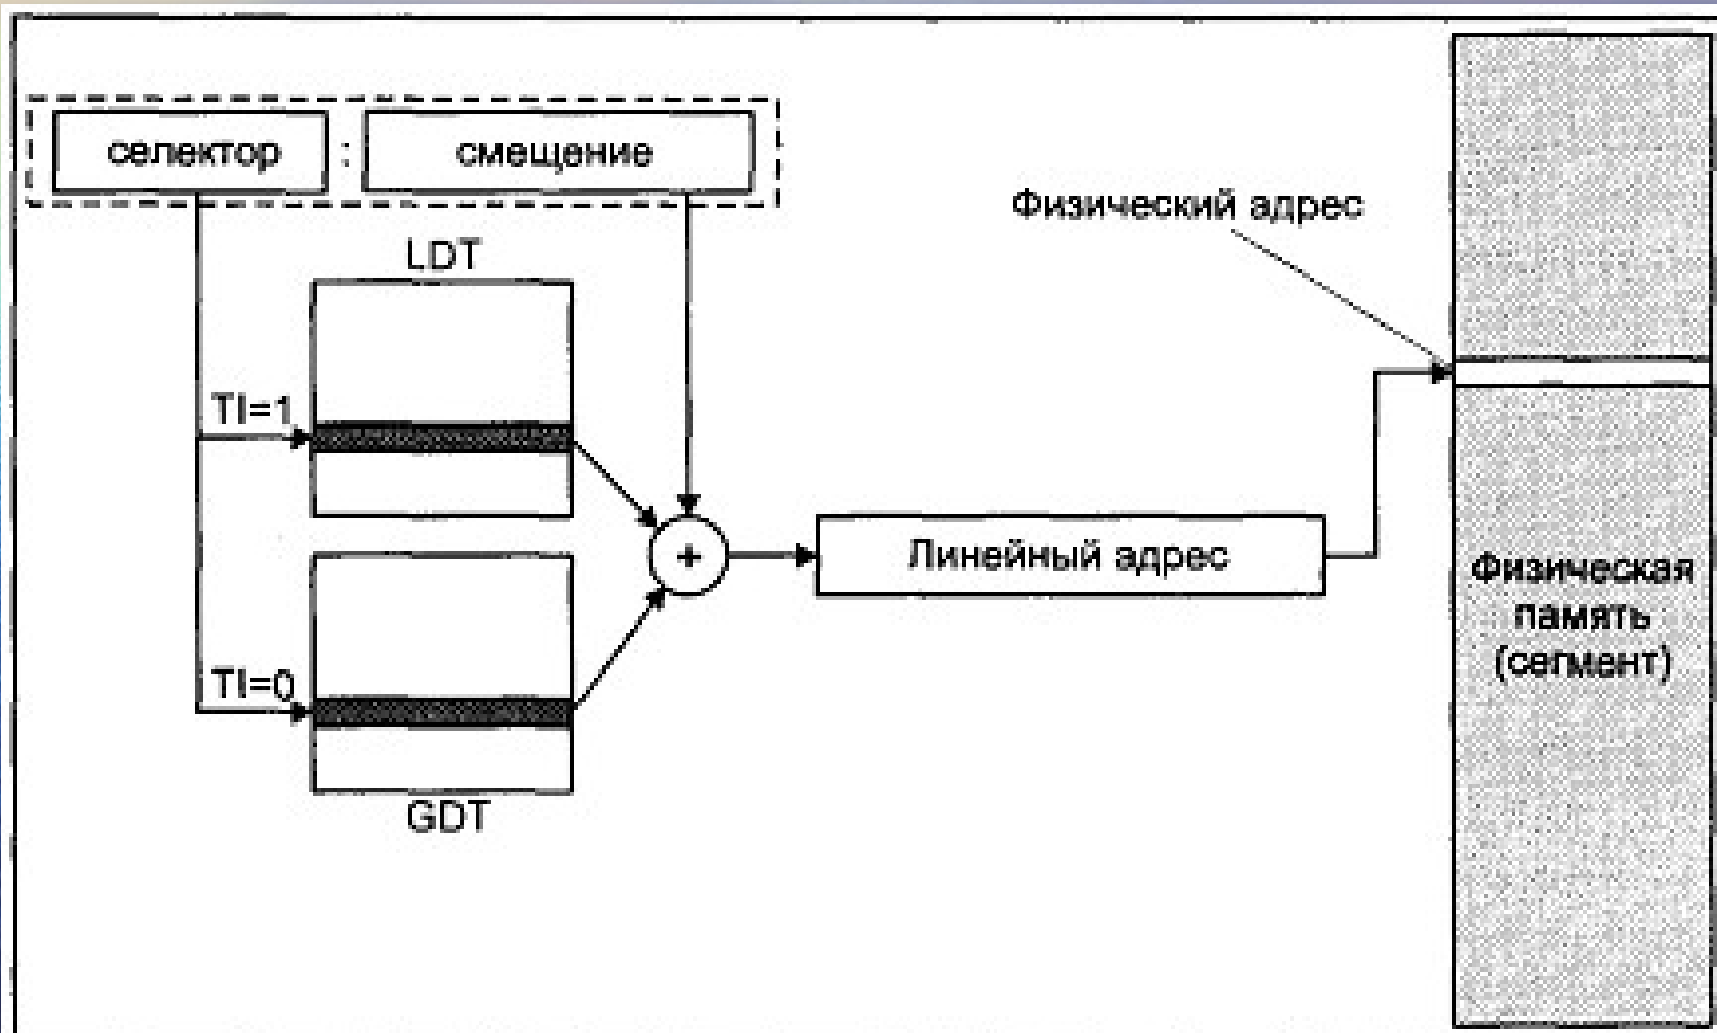 селектор : смещение
LDT
TI=1
TI=0
GDT
+
Линейный адрес
Физический адрес
Физическая
память
(сегмент)